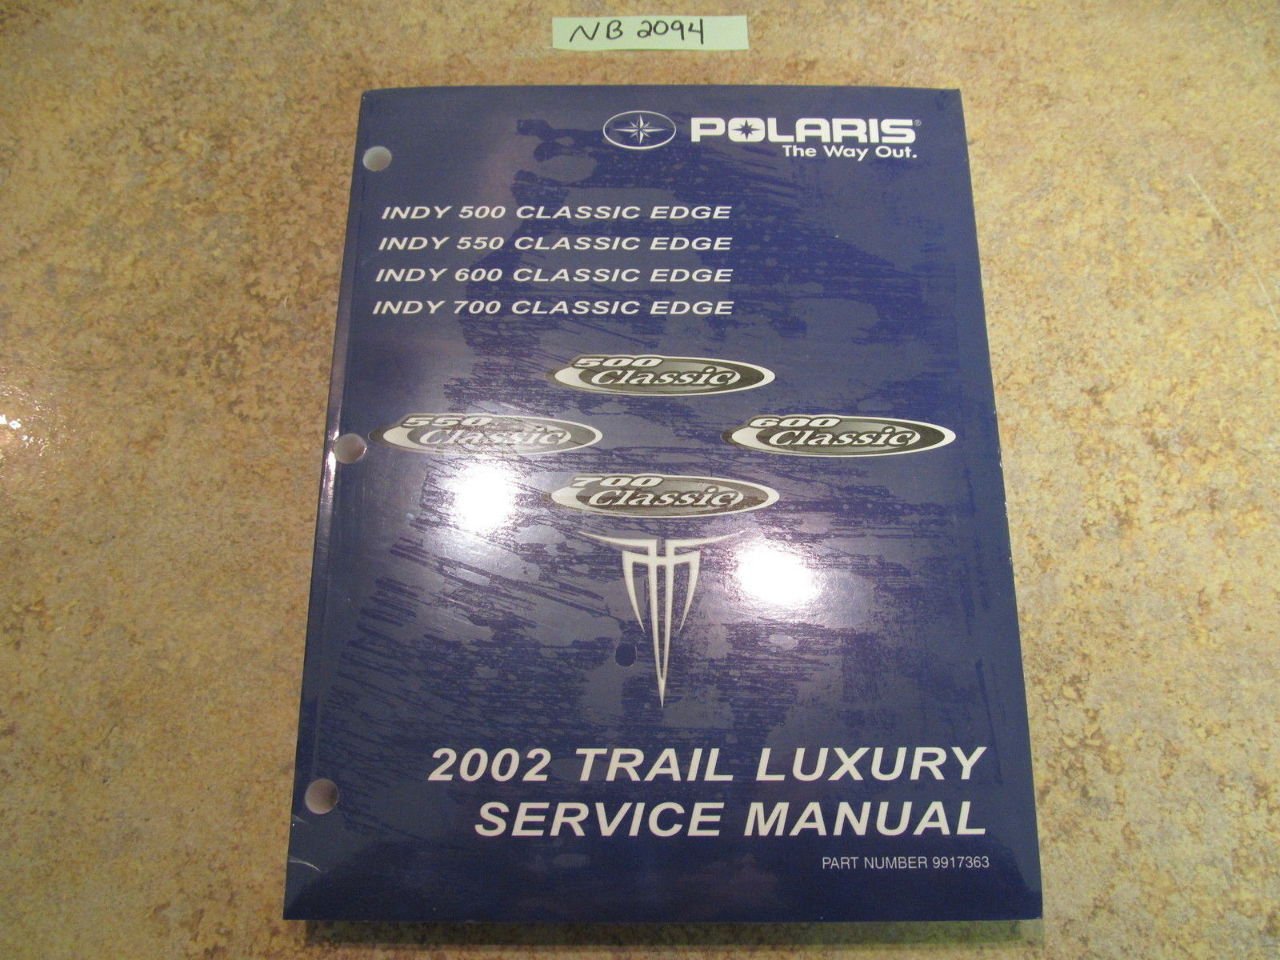 NB 2094
POLARIS®
The Way Out.
INDY 500 CLASSIC EDGE
INDY 550 CLASSIC EDGE
INDY 600 CLASSIC EDGE
INDY 700 CLASSIC EDGE
500
Classic
550
Classic
600
Classic
700
Classic
2002 TRAIL LUXURY
SERVICE MANUAL
PART NUMBER 9917363